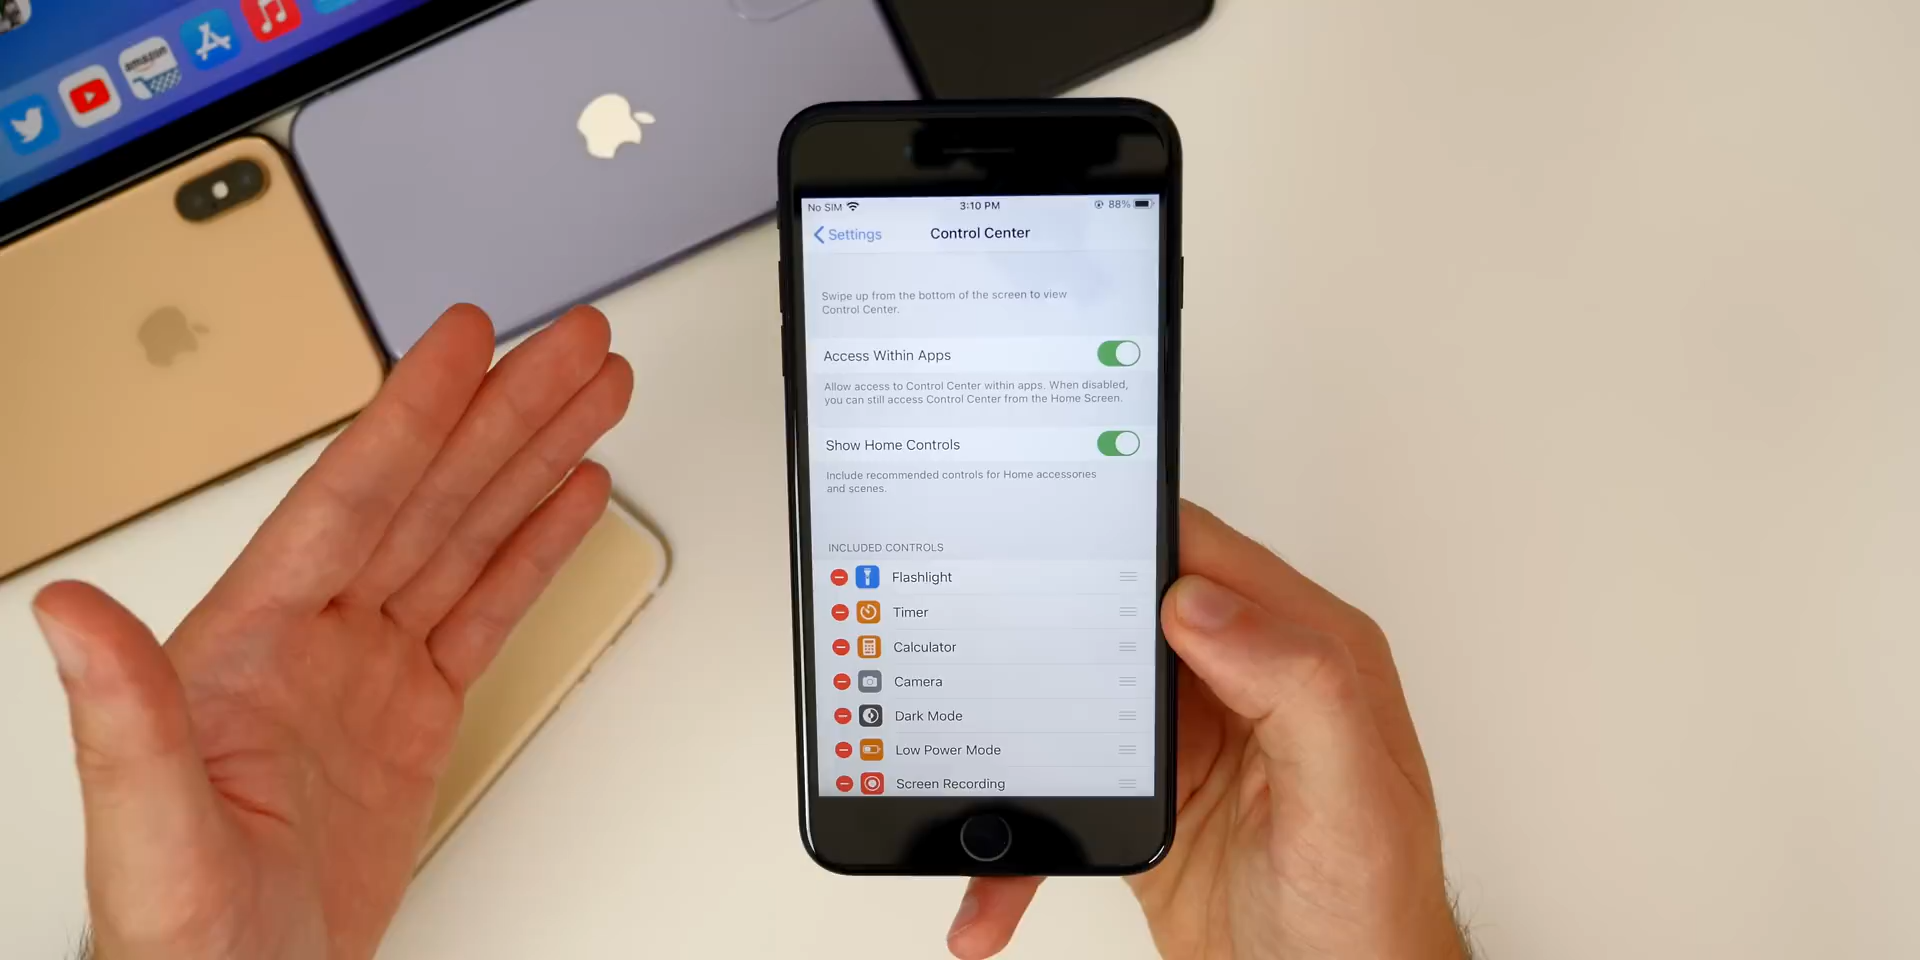 amazon
No SIM
3:10 PM
88%
Settings
Control Center
Swipe up from the bottom of the screen to view
Control Center.
Access Within Apps
Allow access to Control Center within apps. When disabled,
you can still access Control Center from the Home Screen.
Show Home Controls
Include recommended controls for Home accessories
and scenes.
INCLUDED CONTROLS
Flashlight
Timer
Calculator
Camera
Dark Mode
Low Power Mode
Screen Recording